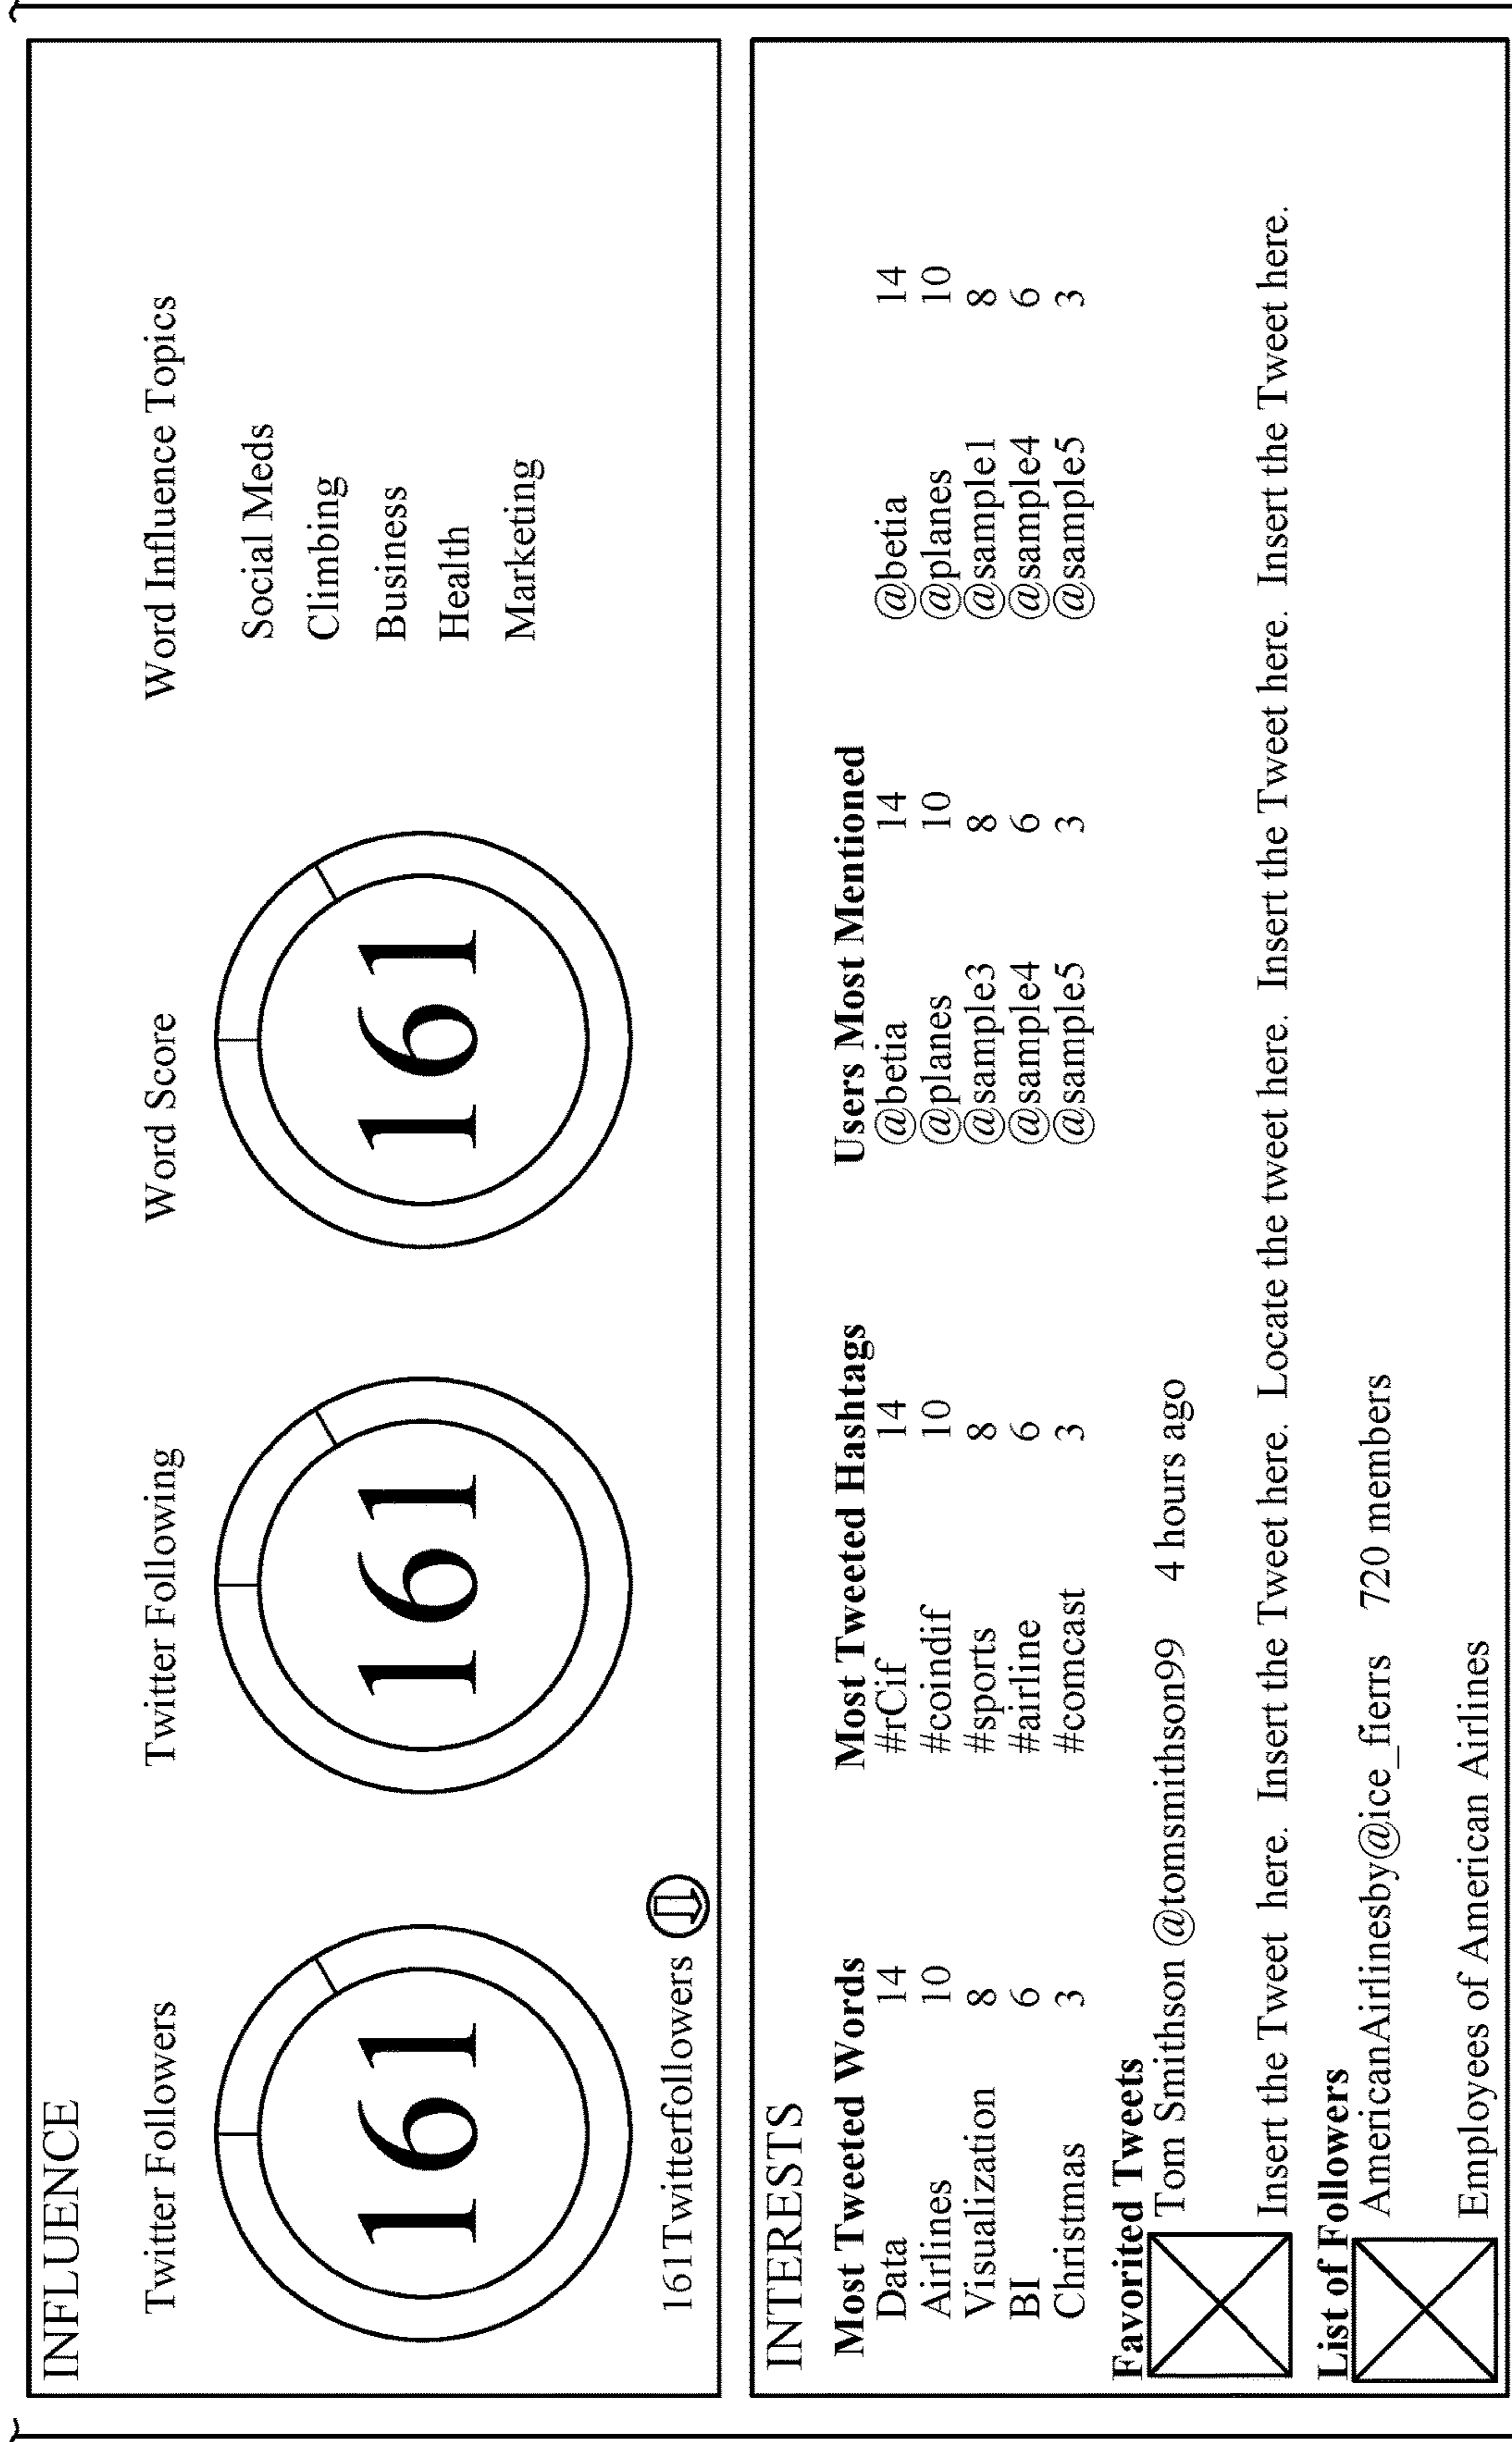 INFLUENCE
Twitter Followers Twitter Following Word Score Word Influence Topics
161 161 161
Social Meds
Climbing
Business
Health
Marketing
161Twitterfollowers
INTERESTS
Most Tweeted Words Most Tweeted Hashtags Users Most Mentioned
Data 14 #rCif 14 @betia 14 @betia 14
Airlines 10 #coindif 10 @planes 10 @planes 10
Visualization 8 #sports 8 @sample3 8 @sample1 8
BI 6 #airline 6 @sample4 6 @sample4 6
Christmas 3 #comcast 3 @sample5 3 @sample5 3
Favorited Tweets
Tom Smithson @tomsmithson99 4 hours ago
Insert the Tweet here. Insert the Tweet here. Locate the tweet here. Insert the Tweet here. Insert the Tweet here.
List of Followers
AmericanAirlinesby@ice_fierrs 720 members
Employees of American Airlines